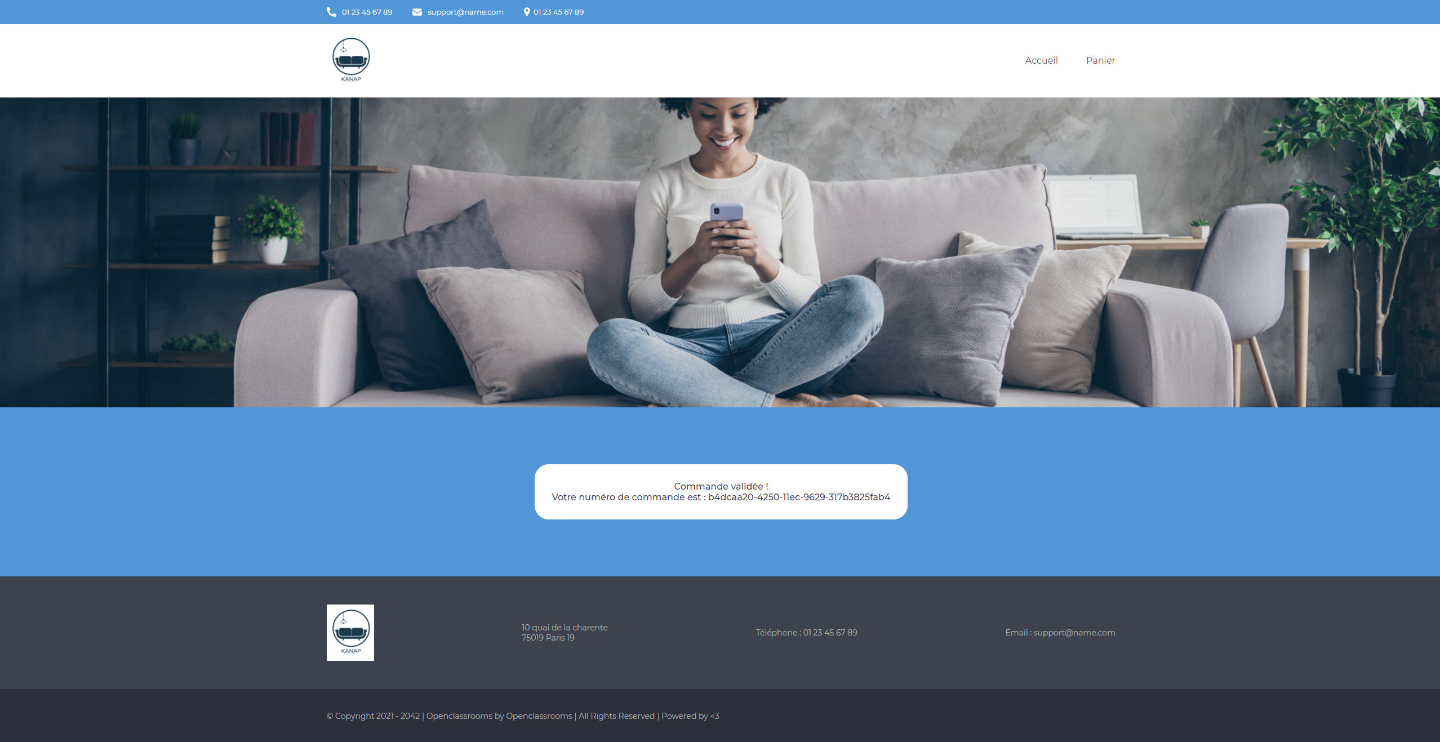 01 23 45 67 89
support@name.com
01 23 45 67 89
KANAP
Accueil
Panier
Commande validée !
Votre numéro de commande est : b4dcaa20-4250-11ec-9629-317b3825fab4
KANAP
10 quai de la charente
75019 Paris 19
Téléphone : 01 23 45 67 89
Email : support@name.com
© Copyright 2021 - 2042 | Openclassrooms by Openclassrooms | All Rights Reserved | Powered by <3